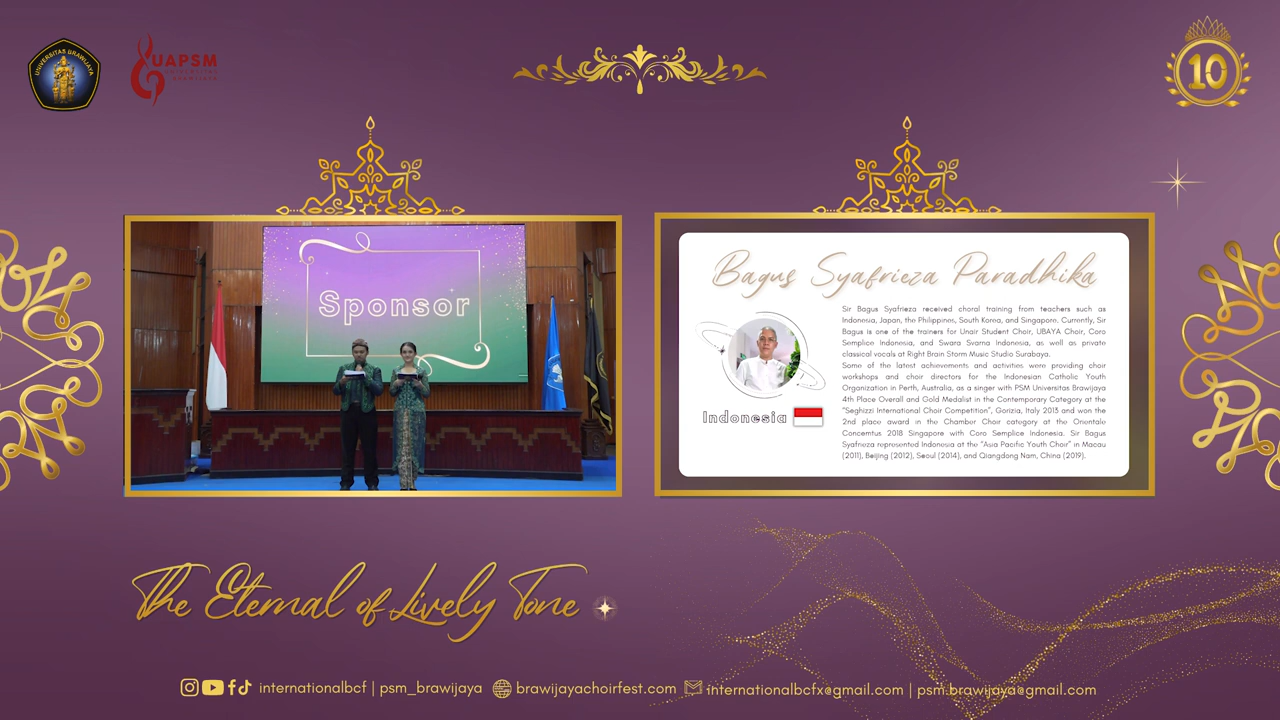 UNIVERSITAS BRAWIJAYA
UAPSM
UNIVERSITAS
BRAWIJAYA
10
Sponsor
Bagus Syafrieza Paradhika
Sir Bagus Syafrieza received choral training from teachers such as
Indonesia, Japan, the Philippines, South Korea, and Singapore. Currently, Sir
Bagus is one of the trainers for Unair Student Choir, UBAYA Choir, Coro
Semplice Indonesia, and Swara Svarna Indonesia, as well as private
classical vocals at Right Brain Storm Music Studio Surabaya.
Some of the latest achievements and activities were providing choir
workshops and choir directors for the Indonesian Catholic Youth
Organization in Perth, Australia, as a singer with PSM Universitas Brawijaya
4th Place Overall and Gold Medalist in the Contemporary Category at the
"Seghizzi International Choir Competition", Gorizia, Italy 2013 and won the
2nd place award in the Chamber Choir category at the Orientale
Concentus 2018 Singapore with Coro Semplice Indonesia. Sir Bagus
Syafrieza represented Indonesia at the "Asia Pacific Youth Choir" in Macau
(2011), Beijing (2012), Seoul (2014), and Qiangdong Nam, China (2019).
Indonesia
The Eternal of Lively Tone
internationalbcf | psm_brawijaya
brawijayachoirfest.com
internationalbcfx@gmail.com | psm.brawijaya@gmail.com